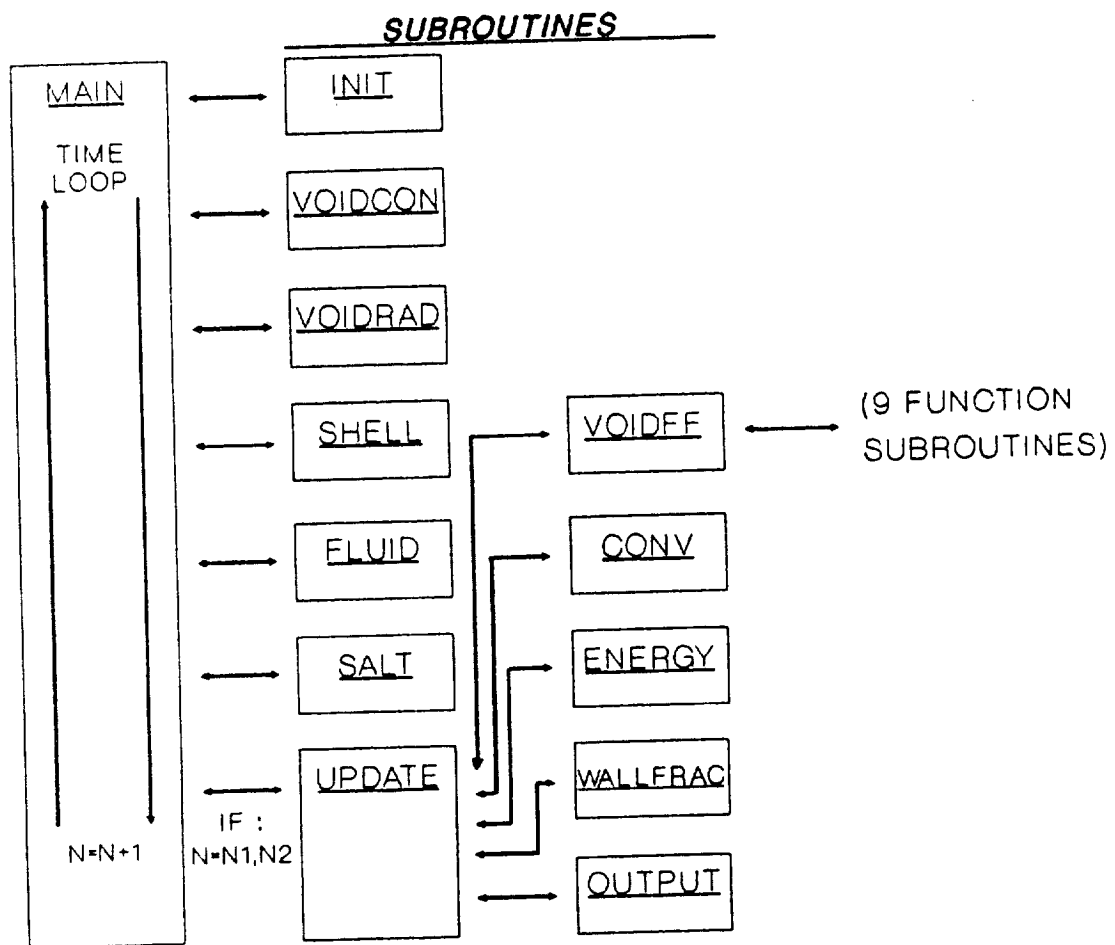 SUBROUTINES
MAIN
INIT
TIME
LOOP
VOIDCON
VOIDRAD
SHELL
VOIDFF
(9 FUNCTION
SUBROUTINES)
FLUID
CONV
SALT
ENERGY
UPDATE
WALLFRAC
IF :
N=N+1
N=N1,N2
OUTPUT